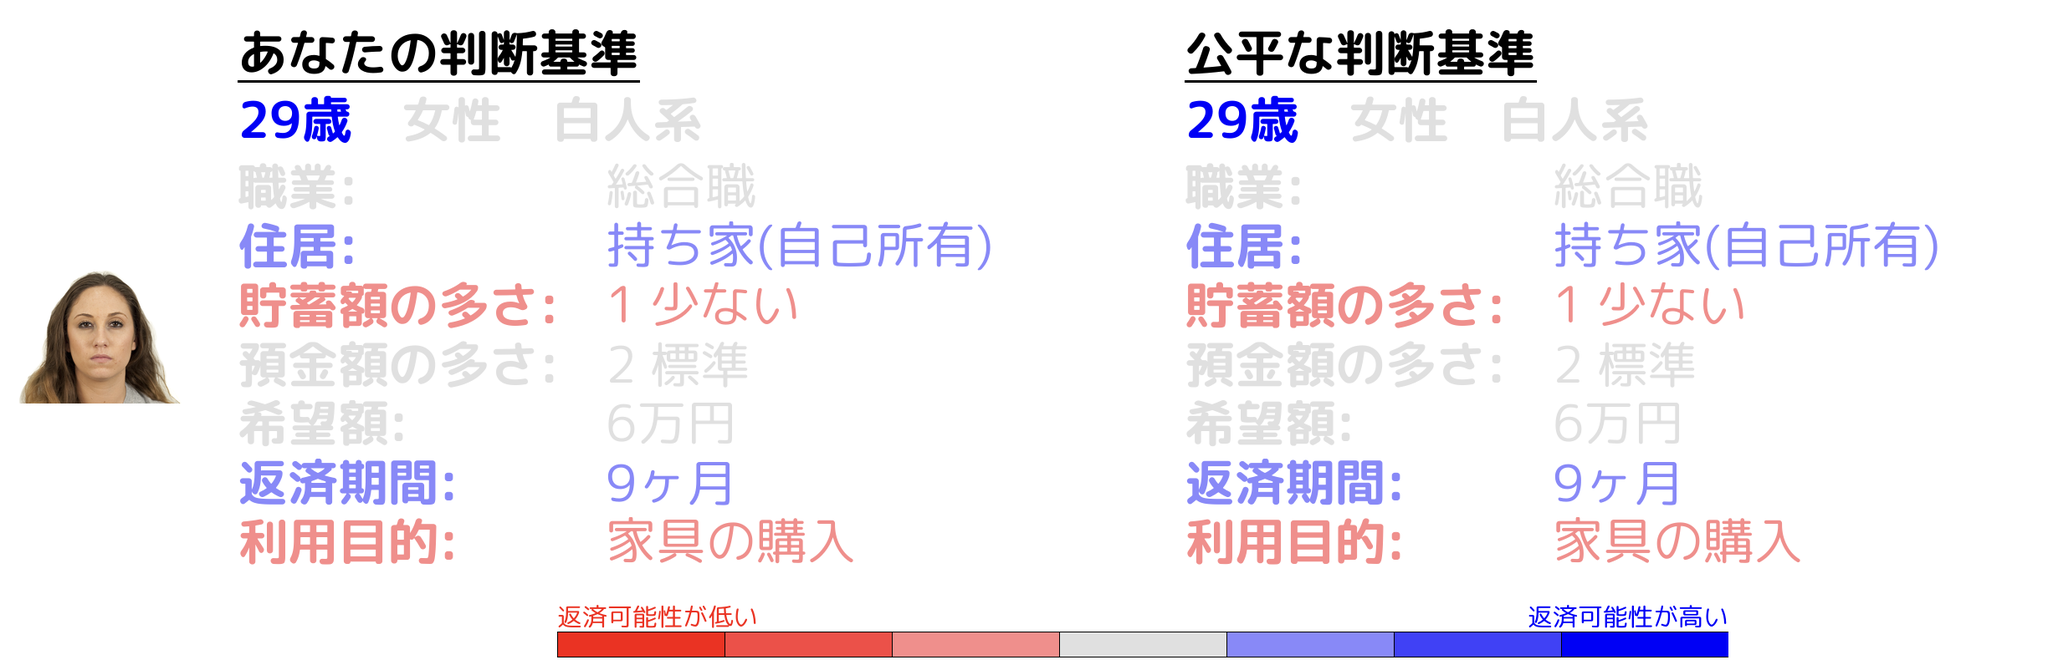 あなたの判断基準
29歳 女性 白人系
職業: 総合職
住居: 持ち家(自己所有)
貯蓄額の多さ: 1 少ない
預金額の多さ: 2 標準
希望額: 6万円
返済期間: 9ヶ月
利用目的: 家具の購入
公平な判断基準
29歳 女性 白人系
職業: 総合職
住居: 持ち家(自己所有)
貯蓄額の多さ: 1 少ない
預金額の多さ: 2 標準
希望額: 6万円
返済期間: 9ヶ月
利用目的: 家具の購入
返済可能性が低い
返済可能性が高い